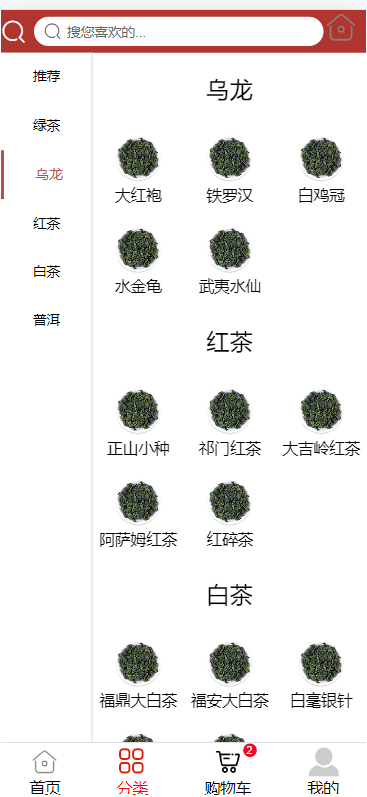 搜您喜欢的...
推荐
绿茶
乌龙
红茶
白茶
普洱
乌龙
大红袍 铁罗汉 白鸡冠
水金龟 武夷水仙
红茶
正山小种 祁门红茶 大吉岭红茶
阿萨姆红茶 红碎茶
白茶
福鼎大白茶 福安大白茶 白毫银针
2
首页 分类 购物车 我的